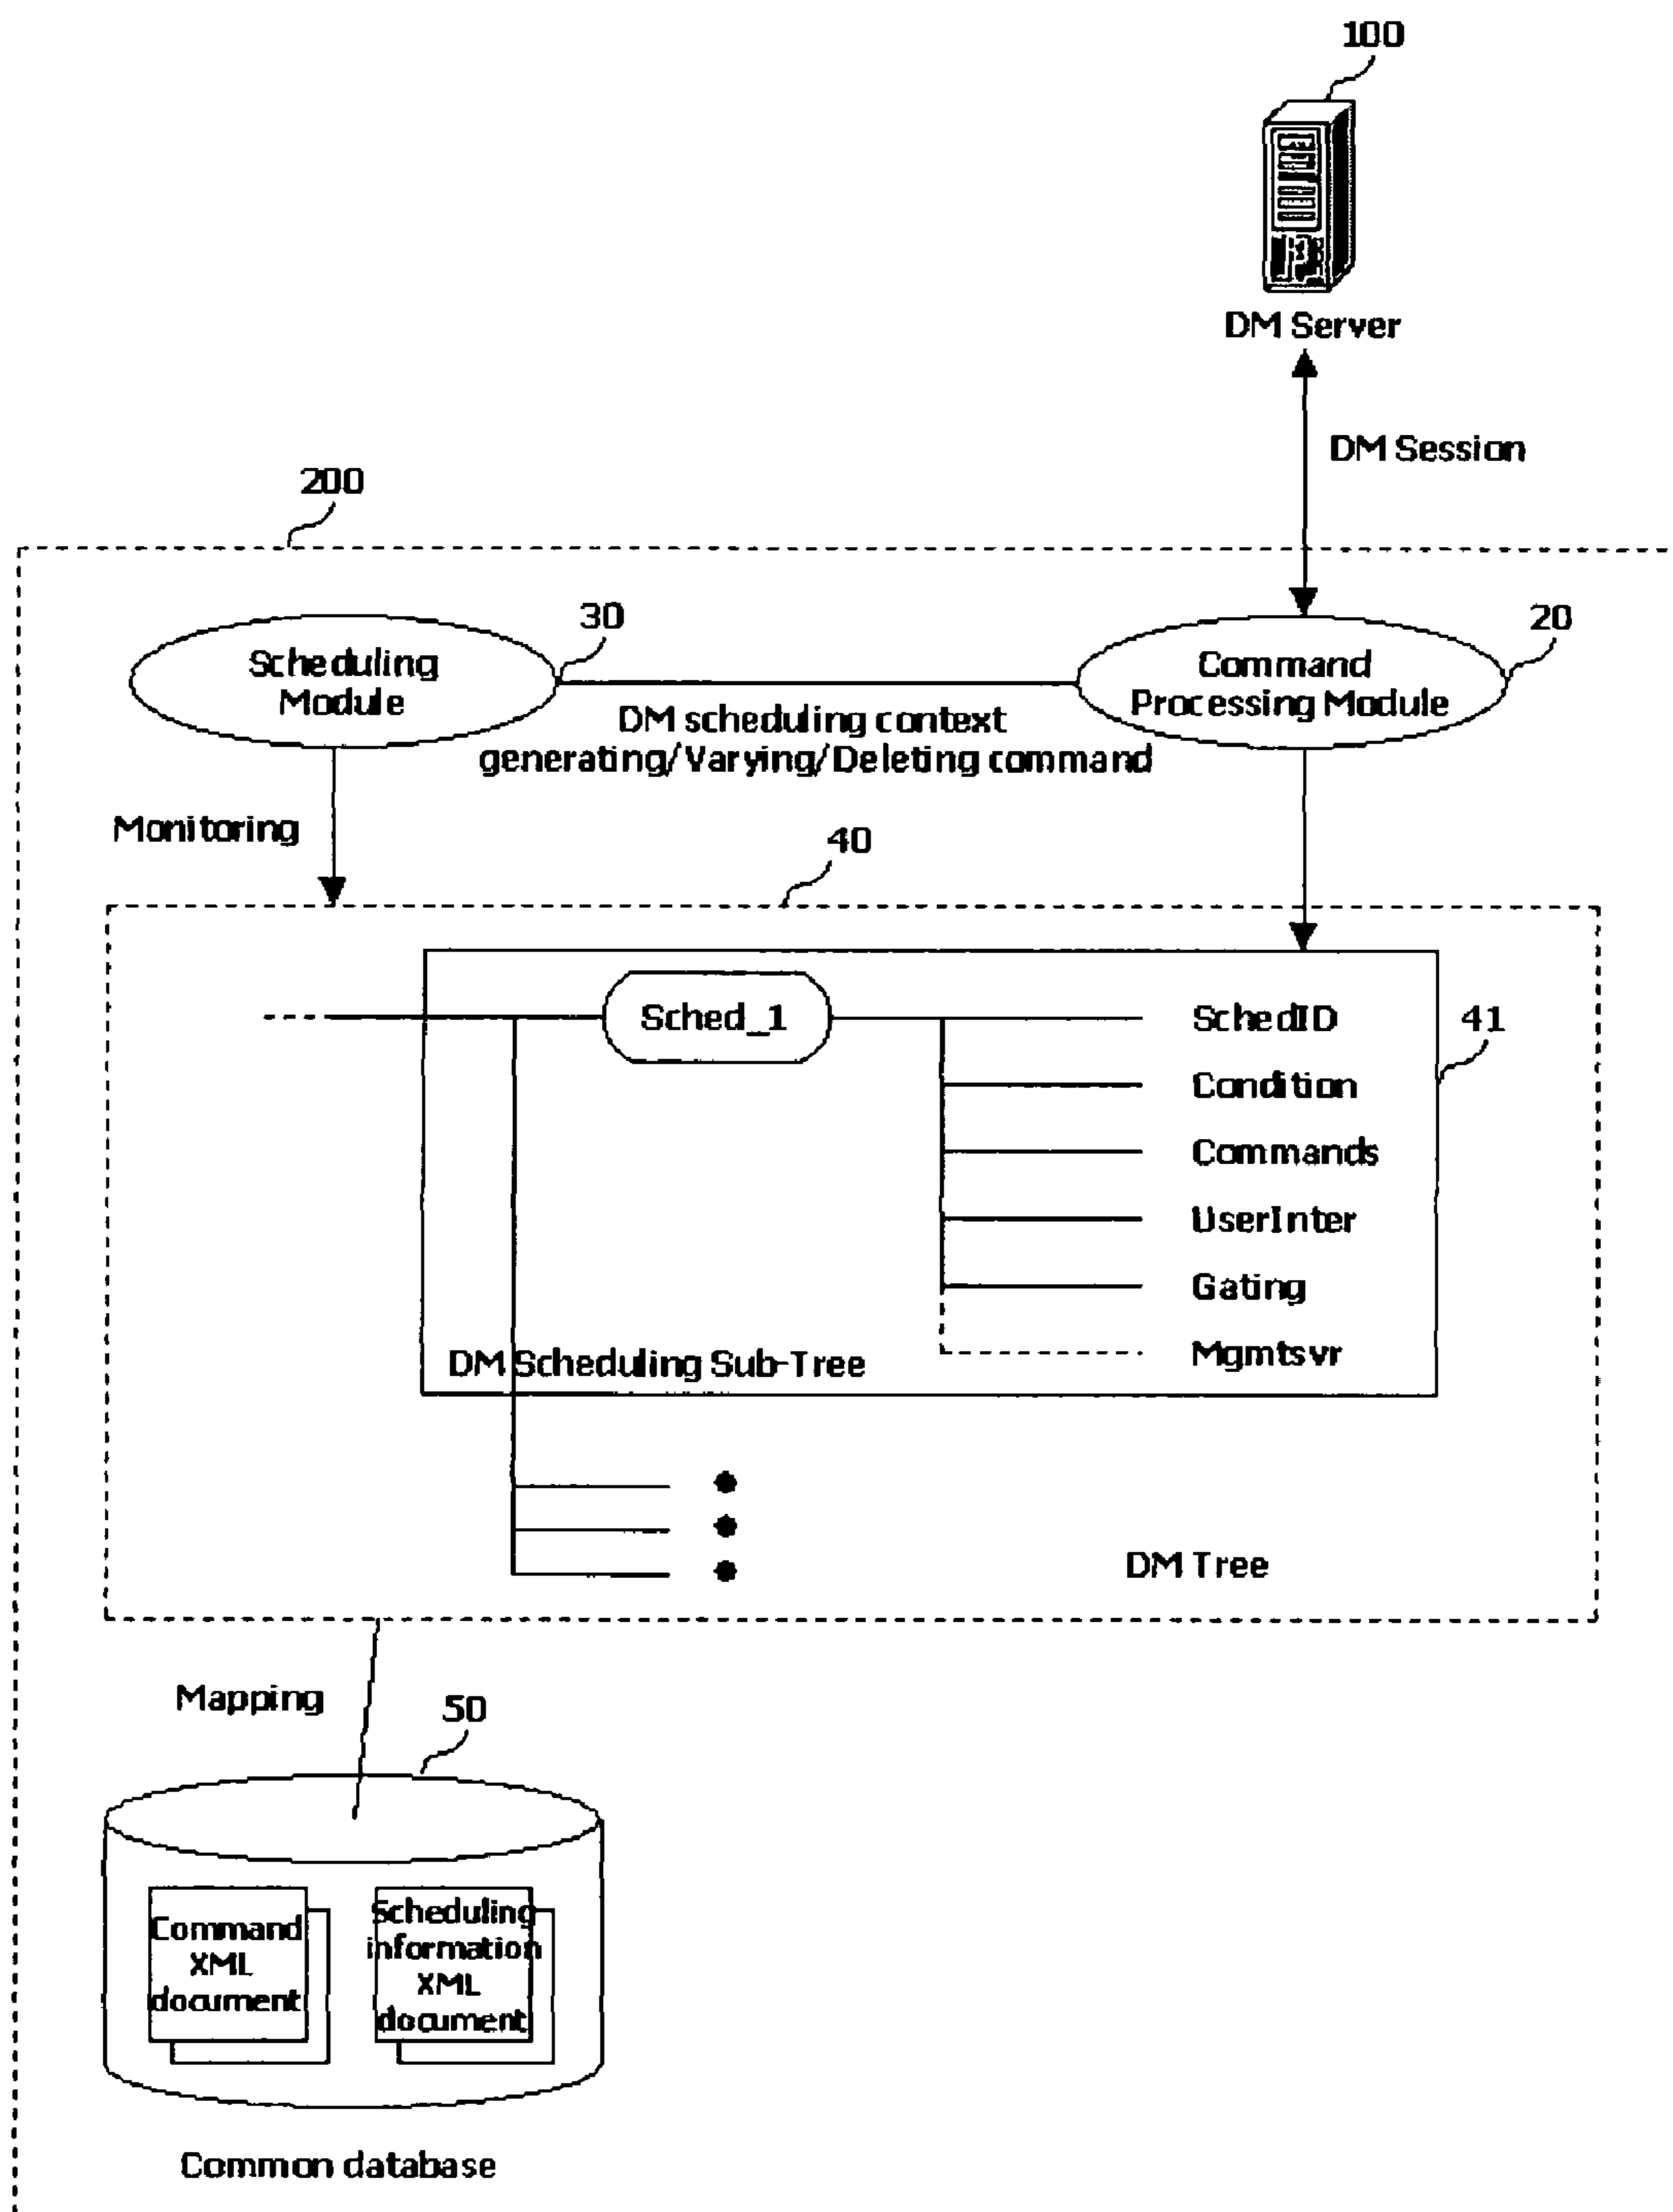 100
DM Server
DM Session
200
30
20
Scheduling
Module
Command
Processing Module
DM scheduling context
generating/Varying/Deleting command
Monitoring
40
Sched_1
SchedID
41
Condition
Commands
UserInter
Gating
Mgmtsvr
DM Scheduling Sub-Tree
DM Tree
Mapping
50
Command
XML
document
Scheduling
information
XML
document
Common database